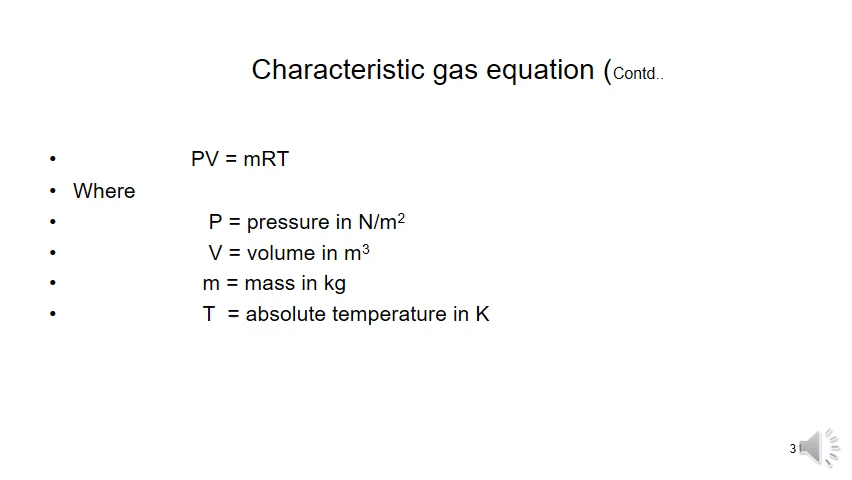 Characteristic gas equation (Contd..
• PV = mRT
• Where
• P = pressure in N/m²
• V = volume in m³
• m = mass in kg
• T = absolute temperature in K